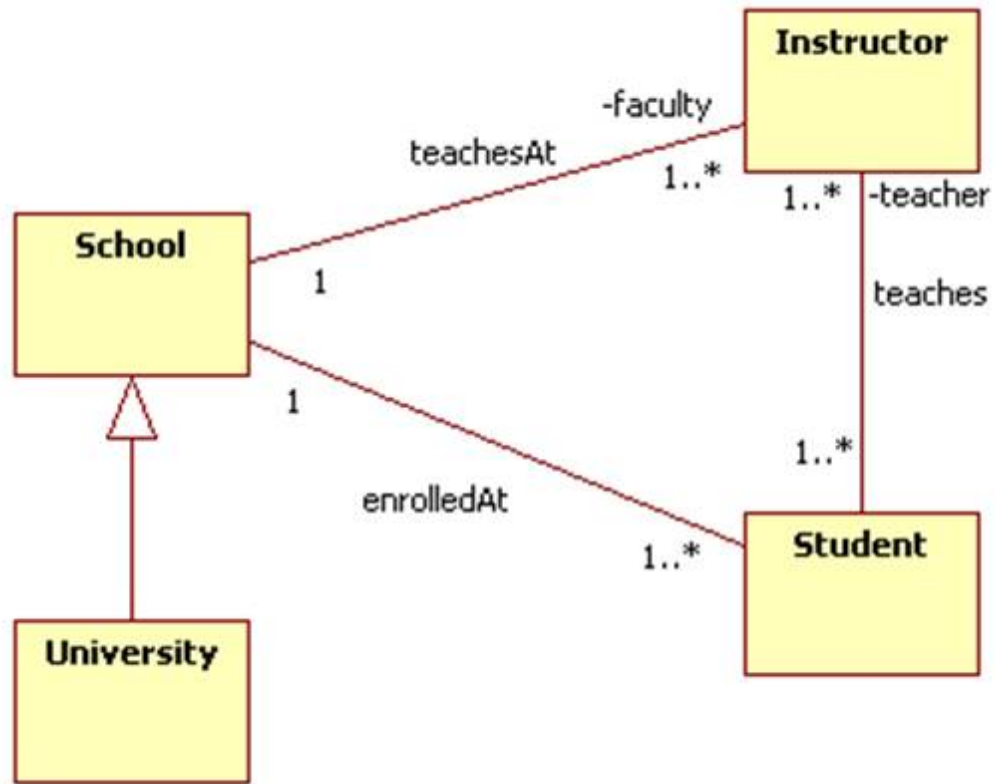 Instructor
-faculty
teachesAt
1..*
1..*
-teacher
School
1
teaches
1
1..*
enrolledAt
1..*
Student
University